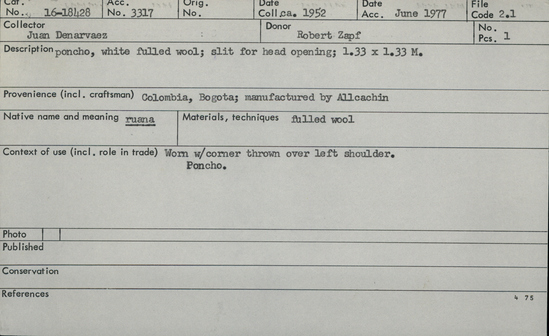 Cat. No. 16-18428 Acc. No. 3317 Orig. No. Date Coll. ca. 1952 Date Acc. June 1977 File Code 2.1
Collector Juan Denarvaez Donor Robert Zapf No. Pcs. 1
Description poncho, white fulled wool; slit for head opening; 1.33 x 1.33 M.
Provenience (incl. craftsman) Colombia, Bogota; manufactured by Allcachin
Native name and meaning ruana Materials, techniques fulled wool
Context of use (incl. role in trade) Worn w/corner thrown over left shoulder.
Poncho.
Photo
Published
Conservation
References
4 75